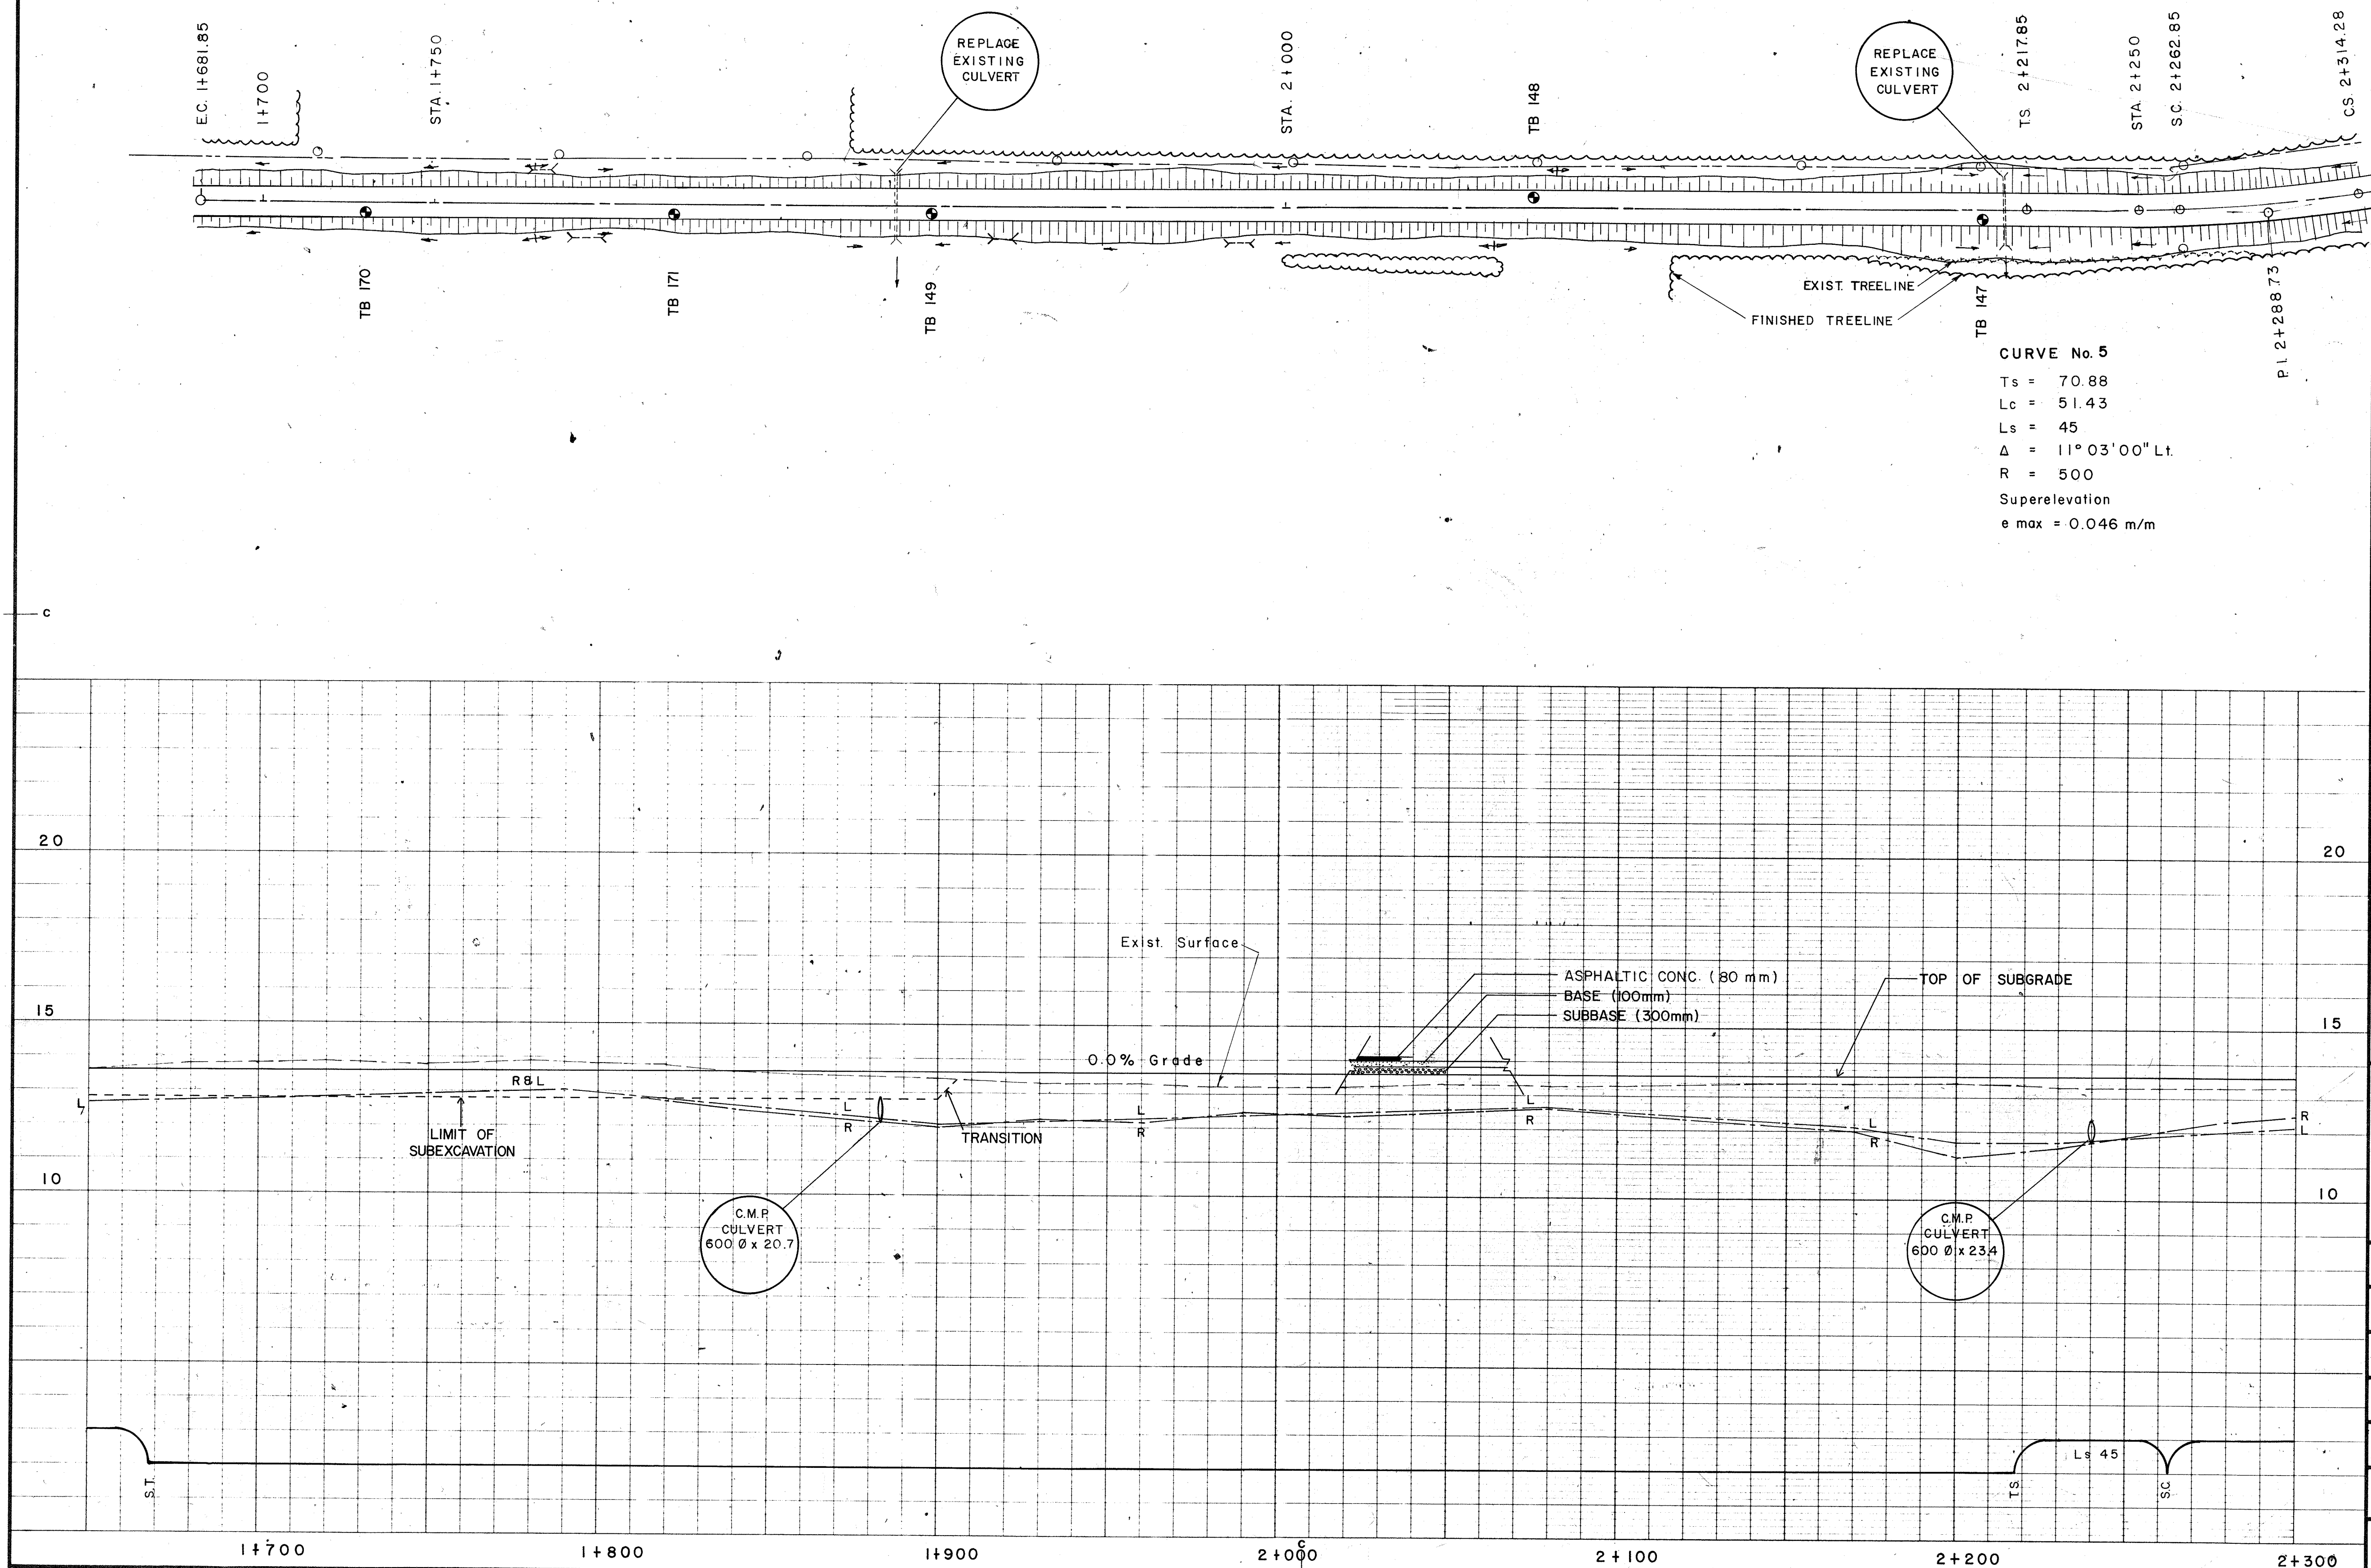 E.C. 1+681.85
1+700
STA. 1+750
REPLACE
EXISTING
CULVERT
STA. 2+000
TB 148
REPLACE
EXISTING
CULVERT
T.S. 2+217.85
STA. 2+250
S.C. 2+262.85
C.S. 2+314.28
TB 170
TB 171
TB 149
TB 147
P.I. 2+288.73
EXIST. TREELINE
FINISHED TREELINE
CURVE No. 5
Ts = 70.88
Lc = 51.43
Ls = 45
Δ = 11° 03' 00" Lt.
R = 500
Superelevation
e max = 0.046 m/m
C
20
20
Exist. Surface
ASPHALTIC CONC. (80 mm)
BASE (100mm)
SUBBASE (300mm)
TOP OF SUBGRADE
15
15
0.0% Grade
R&L
L
L
R
L
R
L
R
L
R
R
L
LIMIT OF
SUBEXCAVATION
TRANSITION
10
10
C.M.P.
CULVERT
600 Ø x 20.7
C.M.P.
CULVERT
600 Ø x 23.4
S.T.
T.S.
Ls 45
S.C.
C
1+700
1+800
1+900
2+000
2+100
2+200
2+300